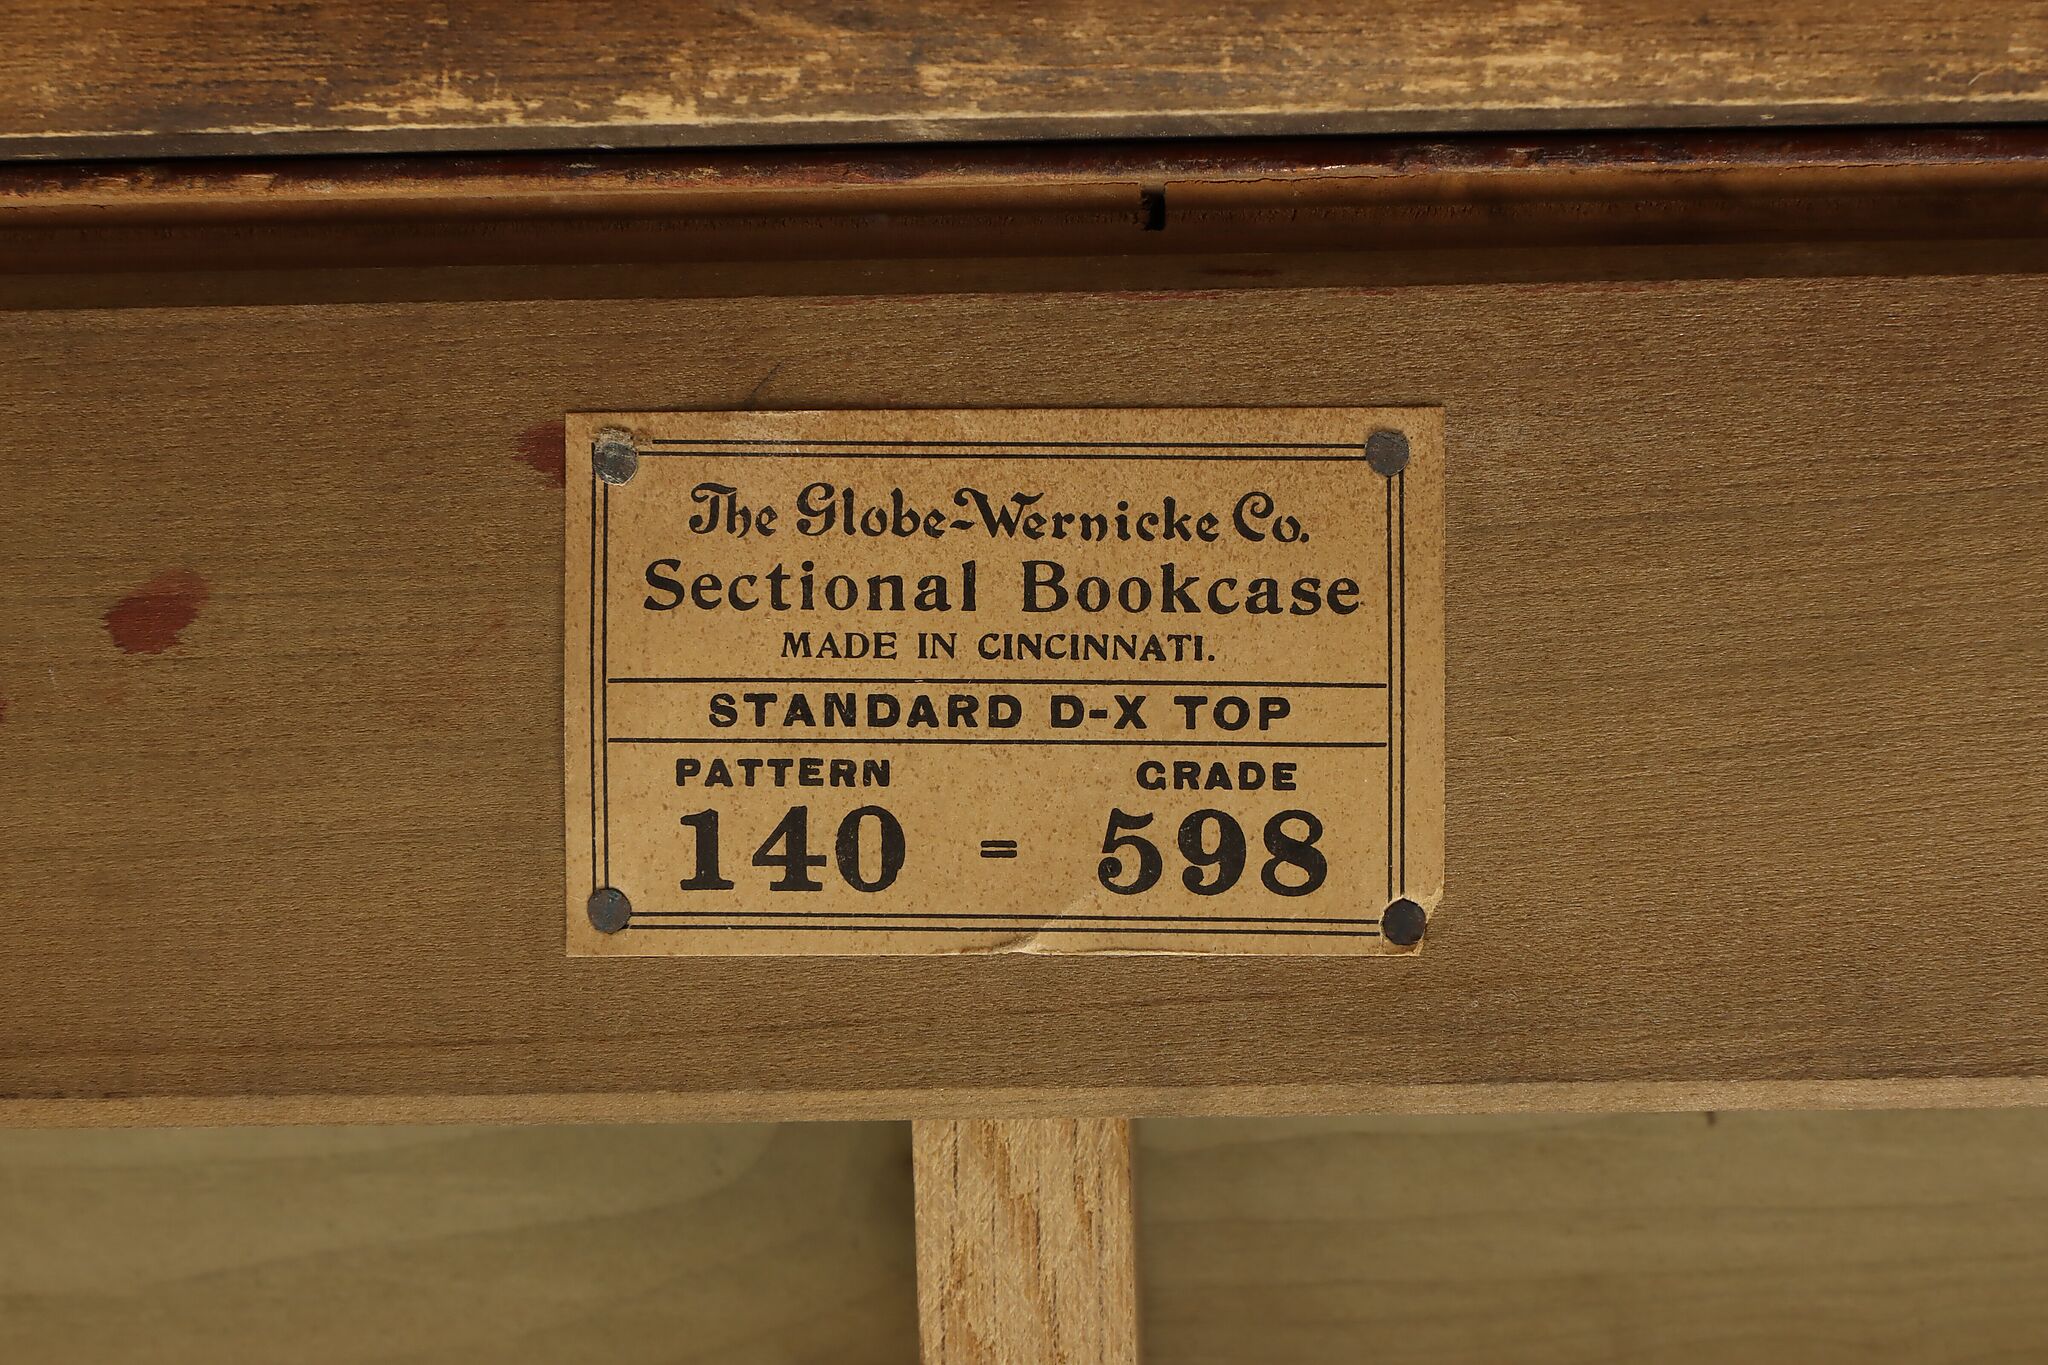 The Globe-Wernicke Co.
Sectional Bookcase
MADE IN CINCINNATI.
STANDARD D-X TOP
PATTERN GRADE
140 = 598